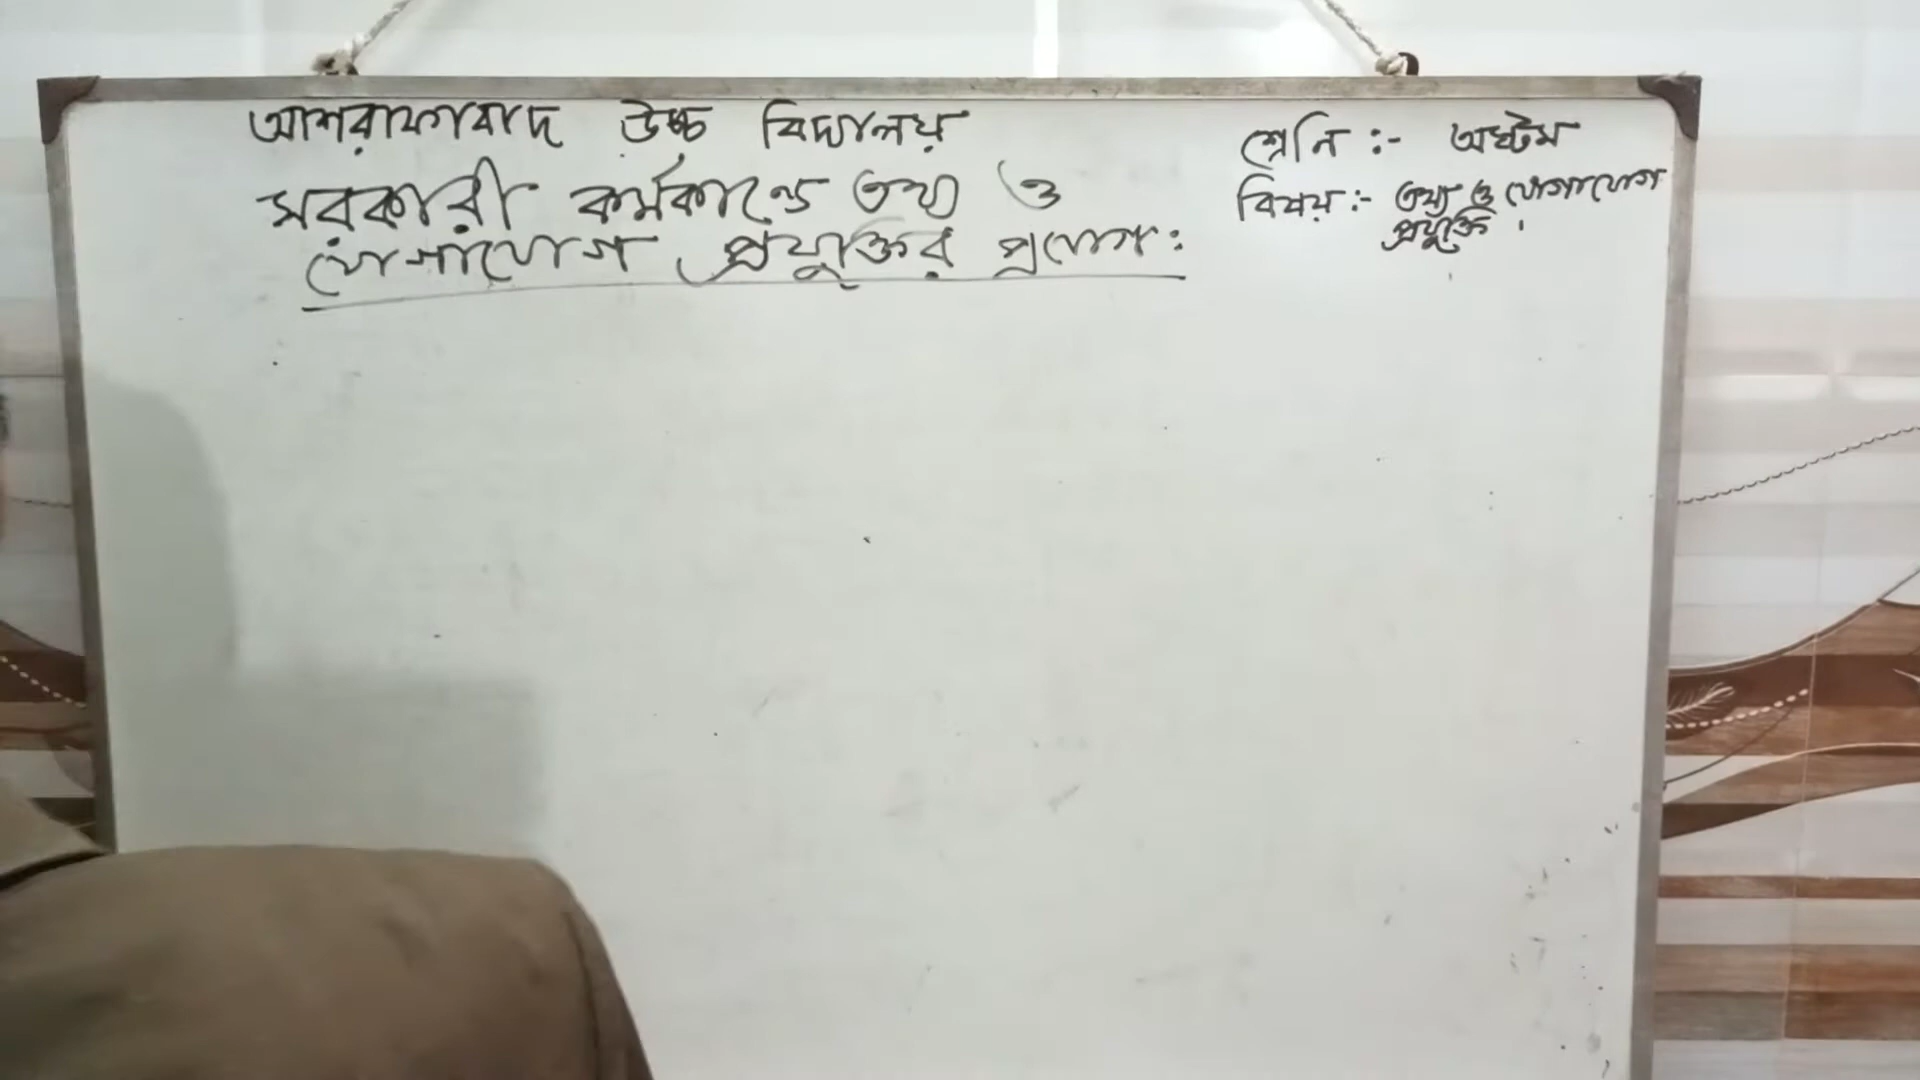 আশরাফাবাদ উচ্চ বিদ্যালয়
সরকারী কর্মকান্ডে তথ্য ও
যোগাযোগ প্রযুক্তির প্রয়োগ:
শ্রেনি :- অষ্টম
বিষয় :- তথ্য ও যোগাযোগ
প্রযুক্তি।